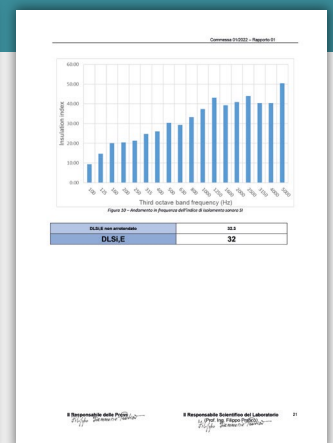 Commessa 01/2022 – Rapporto 01
60.00
50.00
40.00
30.00
20.00
10.00
0.00
Insulation index
100 125 160 200 250 315 400 500 630 800 1000 1250 1600 2000 2500 3150 4000 5000
Third octave band frequency (Hz)
Figura 10 – Andamento in frequenza dell'indice di isolamento sonoro SI
DLSI,E non arrotondato 32.3
DLSi,E 32
Il Responsabile delle Prove
Il Responsabile Scientifico del Laboratorio 21
(Prof. Ing. Filippo Praticò)